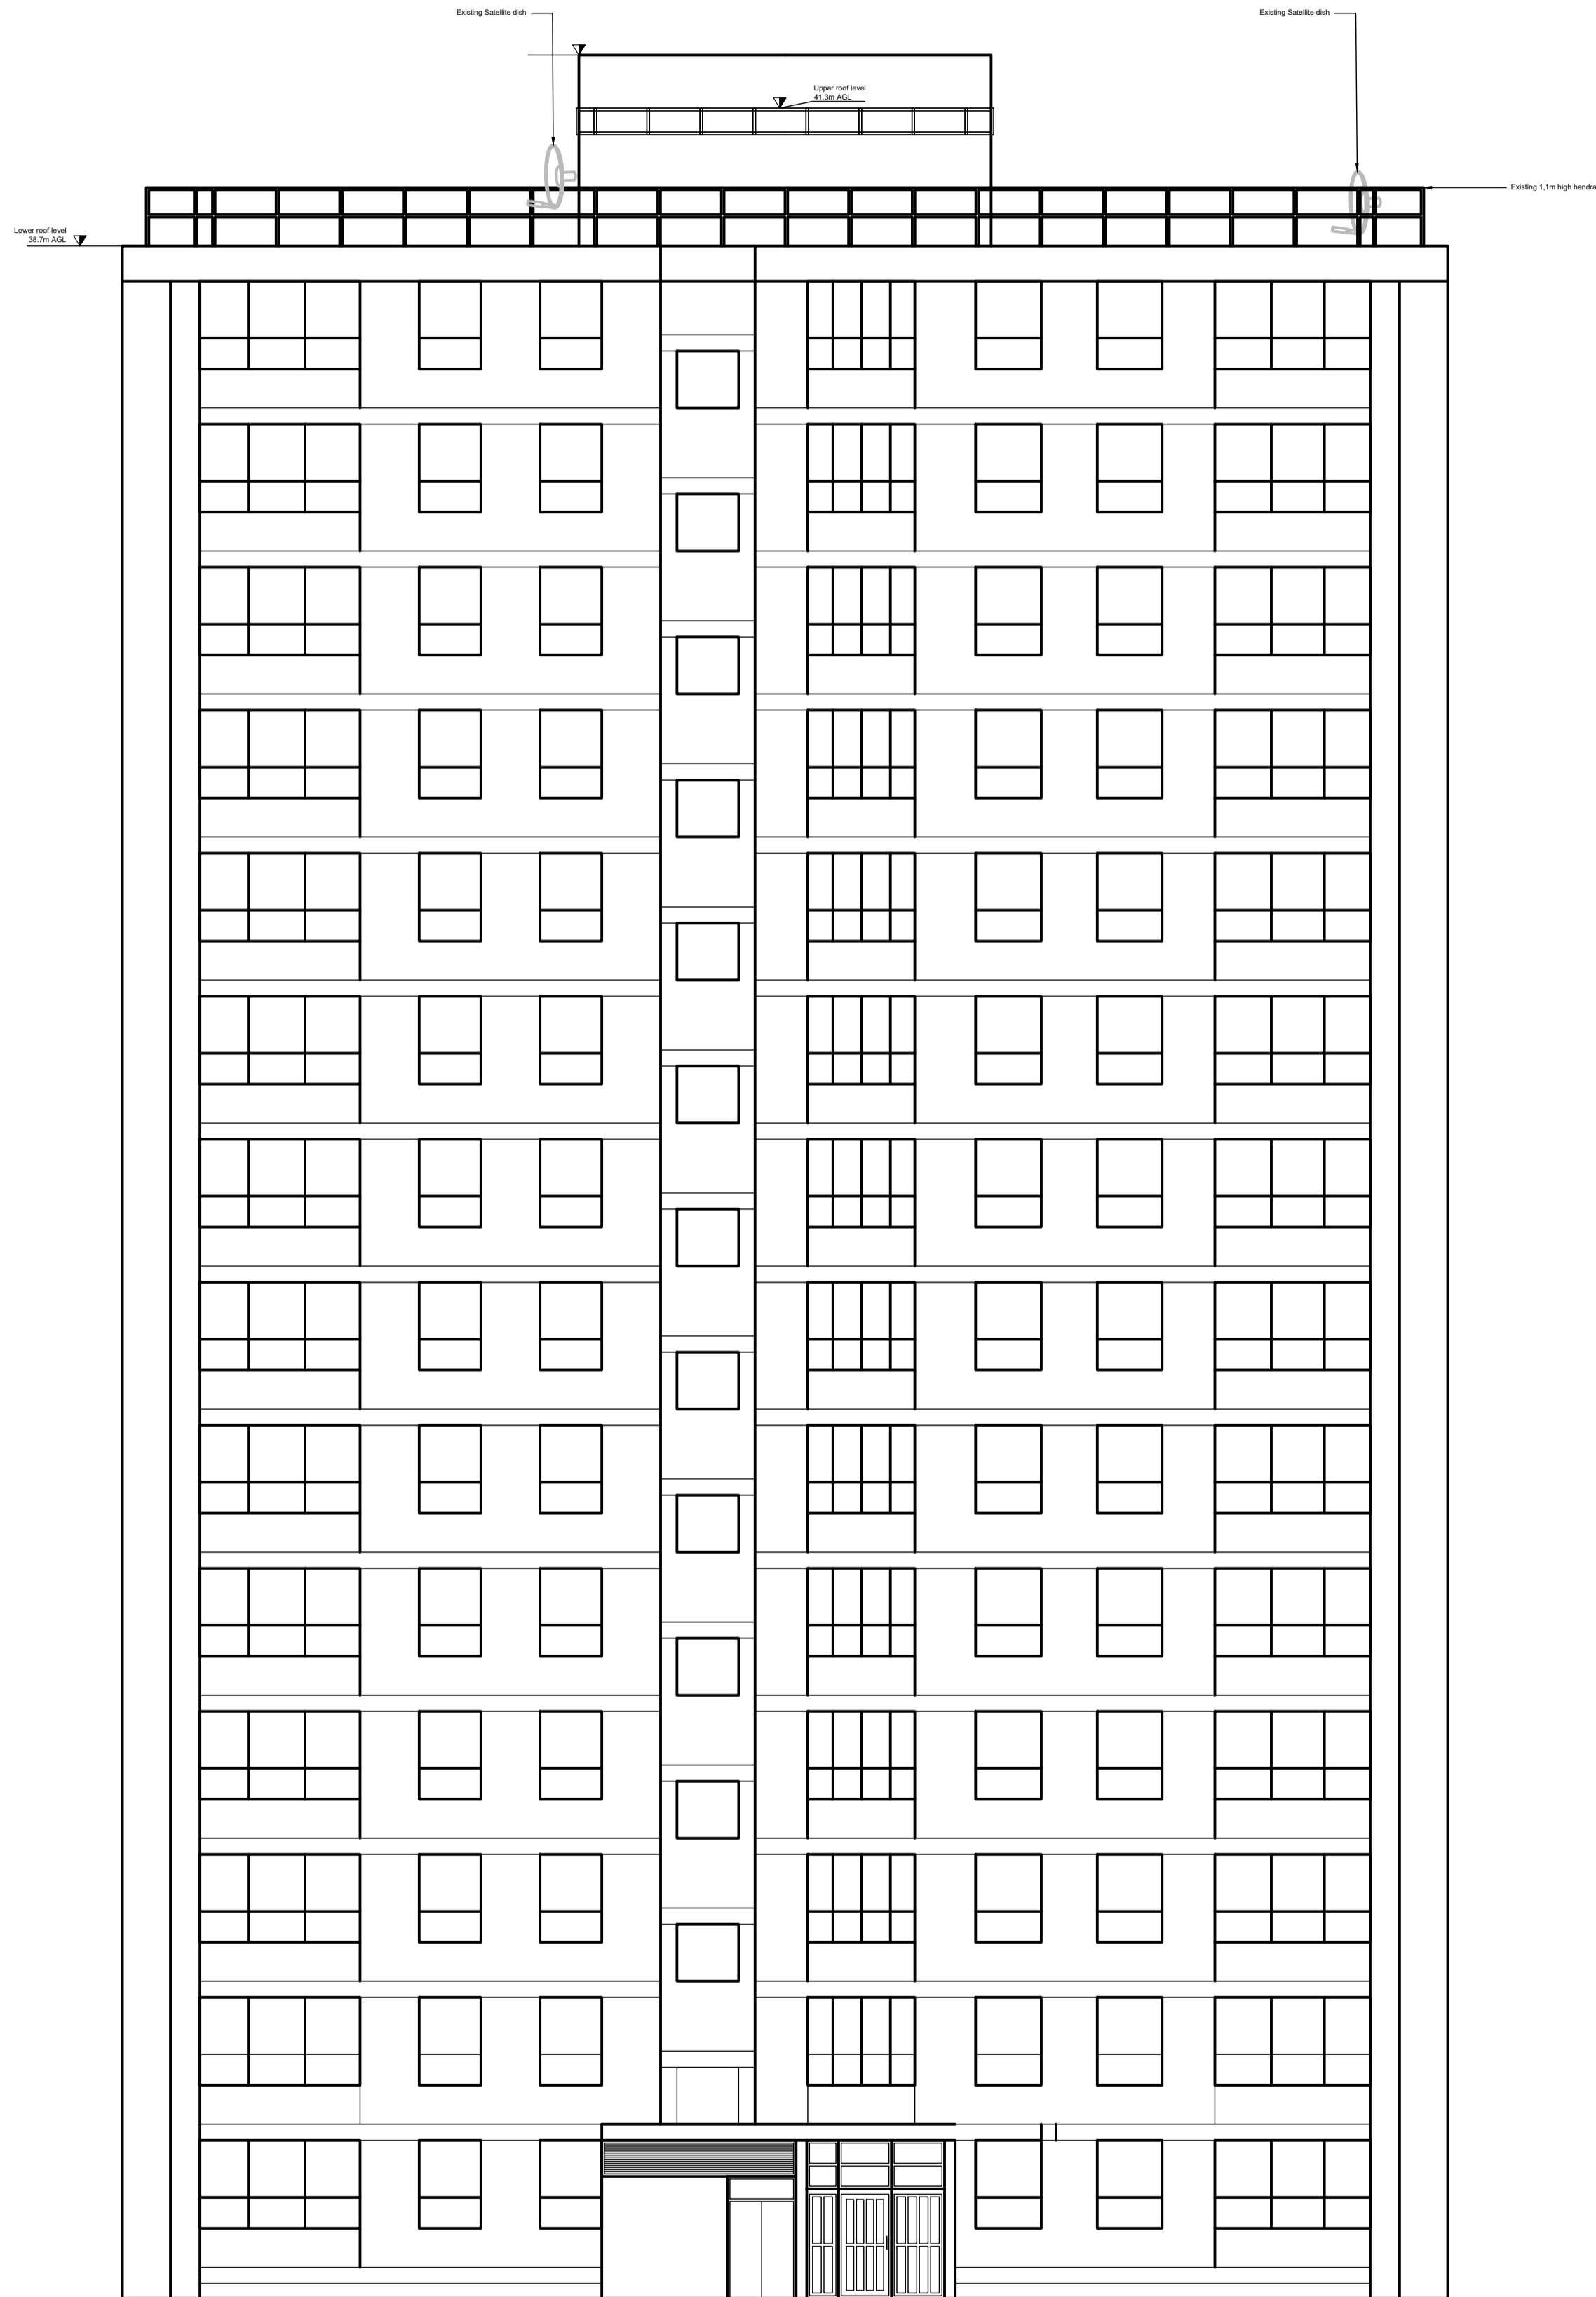 Existing Satellite dish
Existing Satellite dish
Upper roof level
41.3m AGL
Existing 1,1m high handra
Lower roof level
38.7m AGL